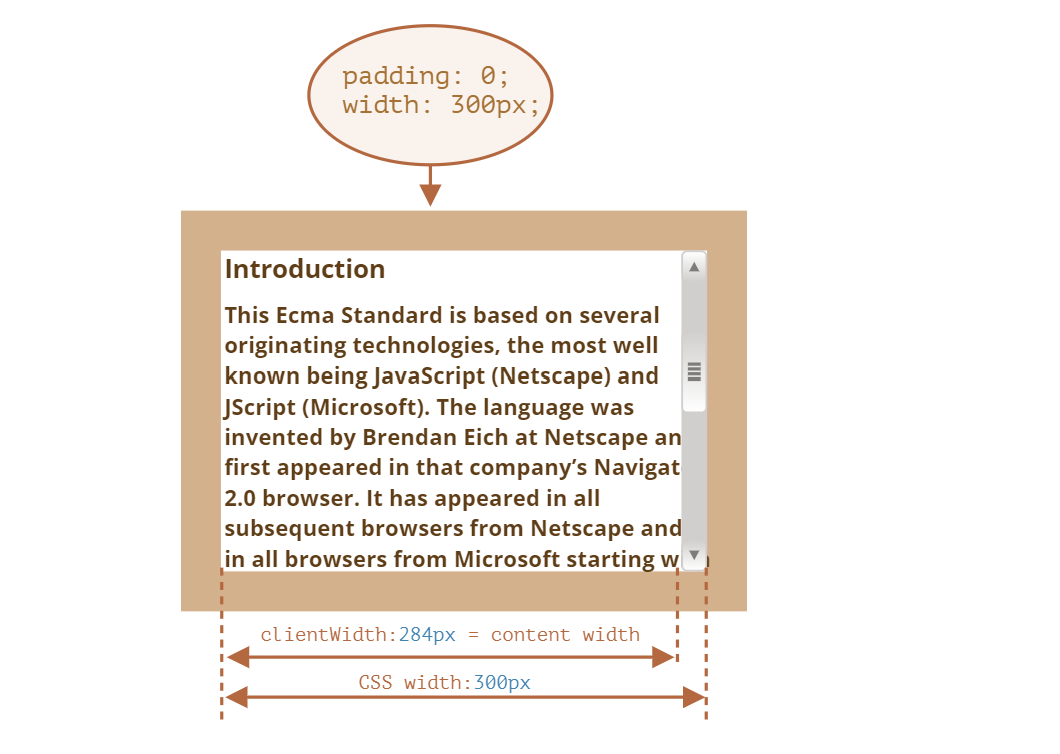 padding: 0;
width: 300px;
Introduction
This Ecma Standard is based on several
originating technologies, the most well
known being JavaScript (Netscape) and
JScript (Microsoft). The language was
invented by Brendan Eich at Netscape an
first appeared in that company’s Navigat
2.0 browser. It has appeared in all
subsequent browsers from Netscape and
in all browsers from Microsoft starting
clientWidth:284px = content width
CSS width:300px